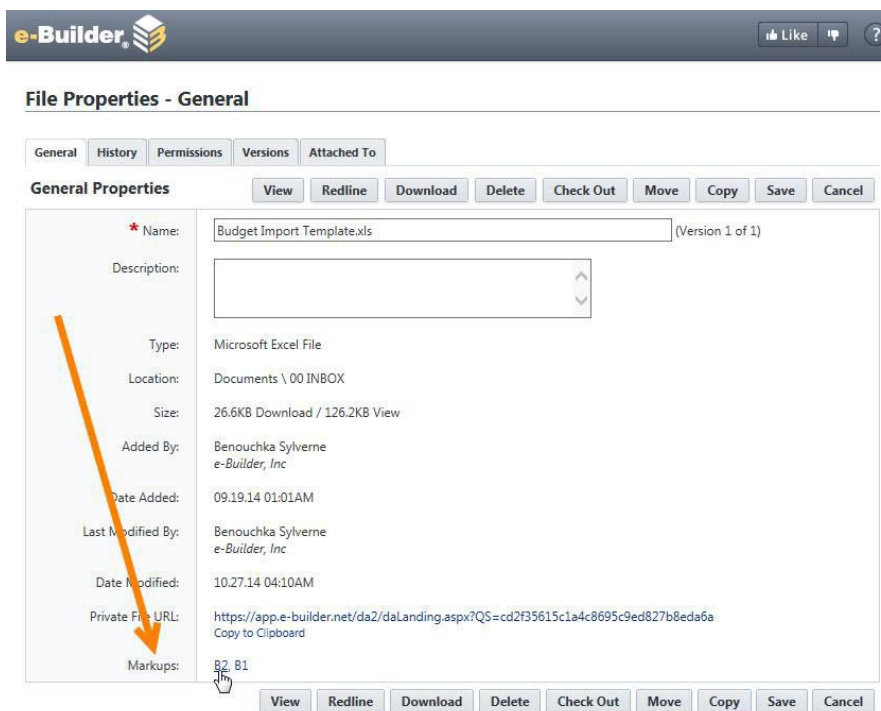 e-Builder®
Like
?
File Properties - General
General History Permissions Versions Attached To
General Properties View Redline Download Delete Check Out Move Copy Save Cancel
* Name: Budget Import Template.xls (Version 1 of 1)
Description:
Type: Microsoft Excel File
Location: Documents \ 00 INBOX
Size: 26.6KB Download / 126.2KB View
Added By: Benouchka Sylverne
e-Builder, Inc
Date Added: 09.19.14 01:01AM
Last Modified By: Benouchka Sylverne
e-Builder, Inc
Date Modified: 10.27.14 04:10AM
Private File URL: https://app.e-builder.net/da2/daLanding.aspx?QS=cd2f35615c1a4c8695c9ed827b8eda6a
Copy to Clipboard
Markups: B2, B1
View Redline Download Delete Check Out Move Copy Save Cancel